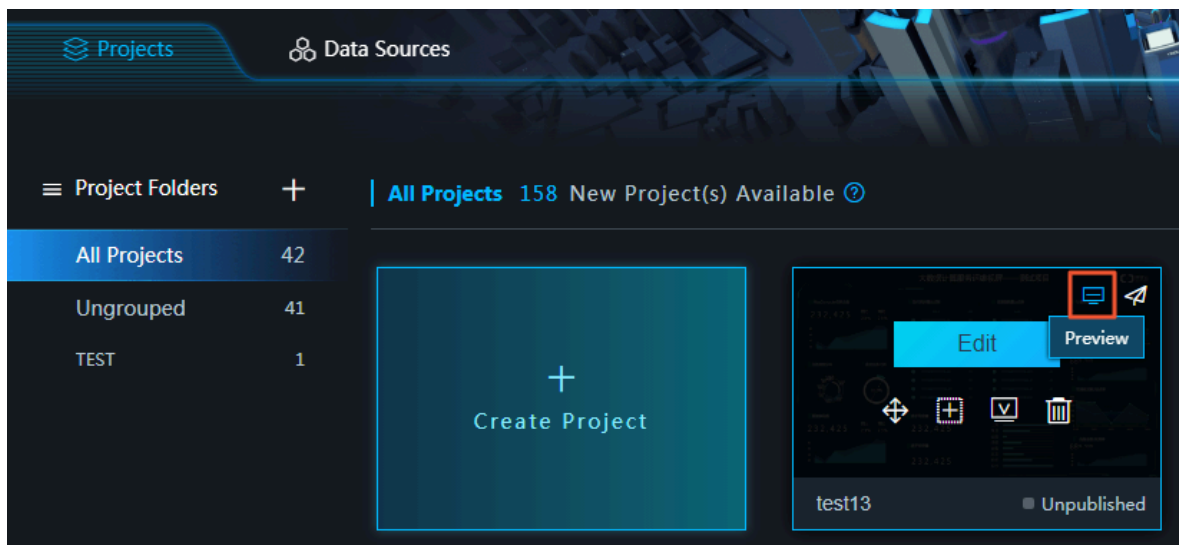 Projects
Data Sources
Project Folders
All Projects 158 New Project(s) Available
All Projects 42
Ungrouped 41
TEST 1
Create Project
Edit
Preview
test13
Unpublished